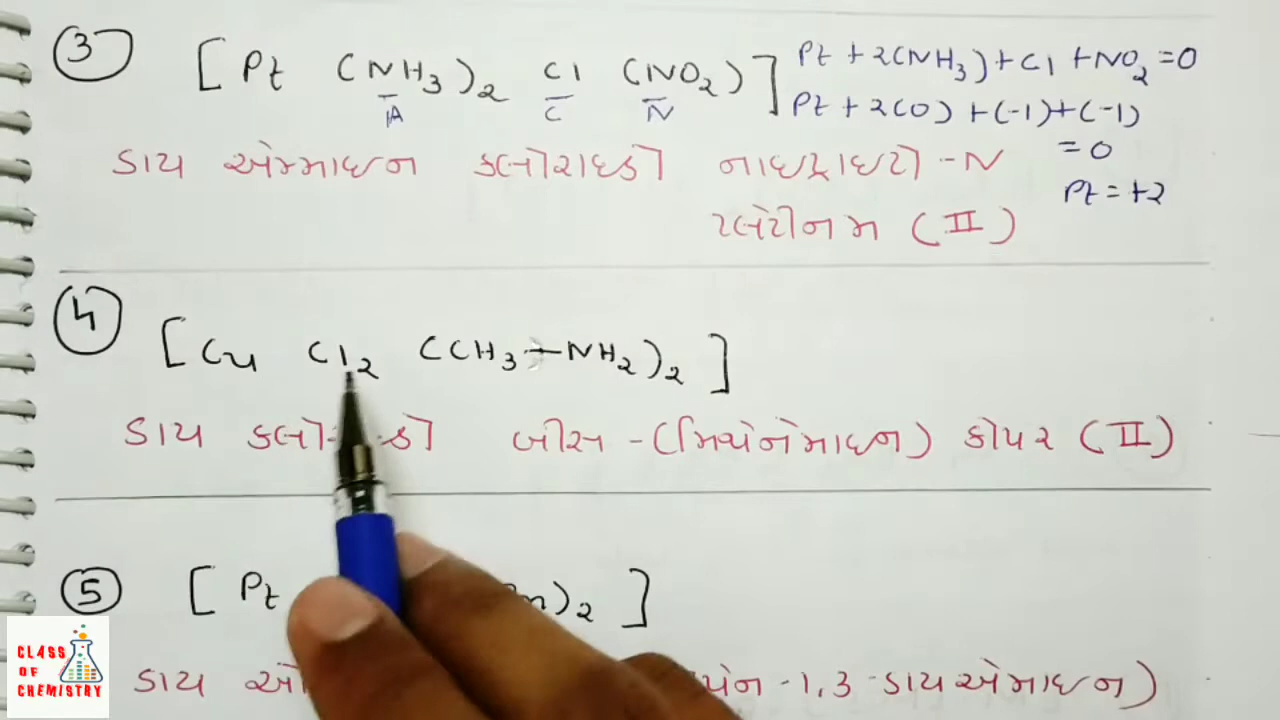 ③ [ Pt (NH3)2 Cl (NO2) ] Pt + 2(NH3) + Cl + NO2 = 0
A C N Pt + 2(0) + (-1) + (-1)
= 0
ડાય એમ્માઇન ક્લોરાઇડો નાઇટ્રાઇટો -N
Pt = +2
પ્લેટીનમ (II)
④ [ Cu Cl2 (CH3-NH2)2 ]
ડાય બીસ -(મિથેનેમાઇન) કોપર (II)
⑤ [ Pt )2 ]
ડાય -1,3-ડાયએમાઇન)
CLASS
OF
CHEMISTRY